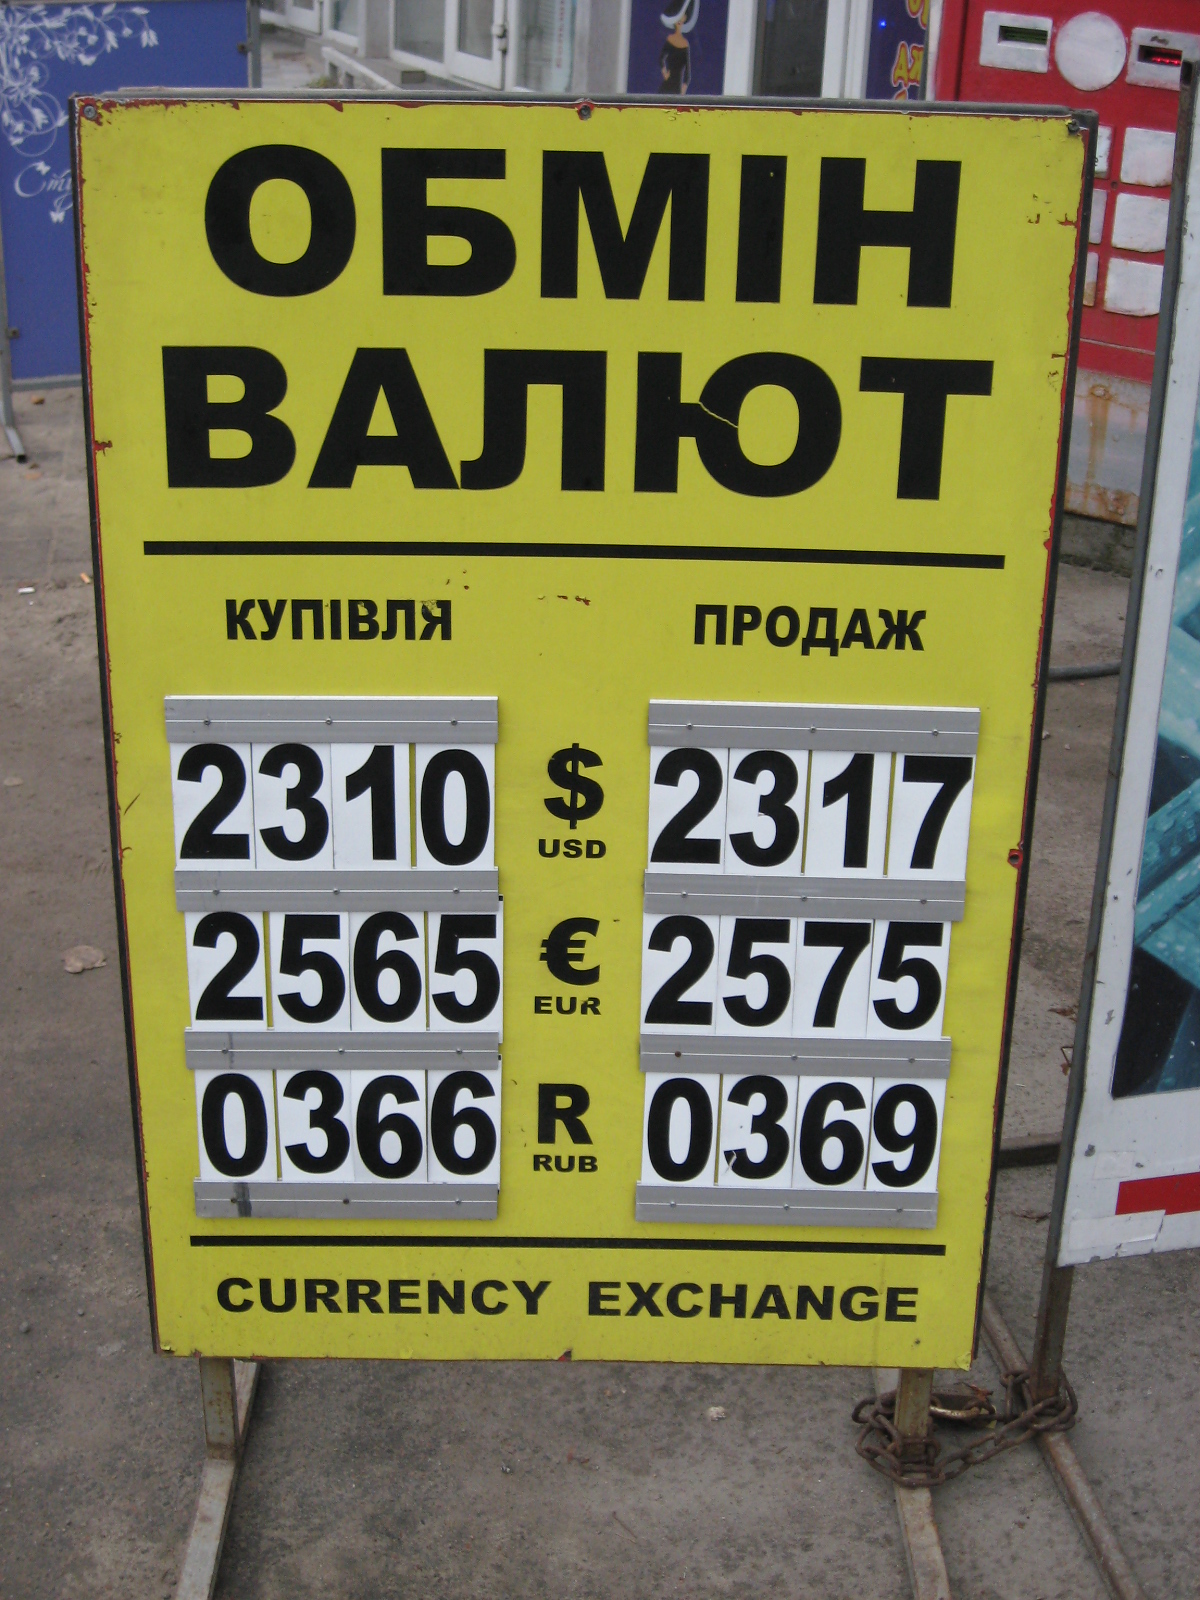 ОБМІН
ВАЛЮТ
КУПІВЛЯ ПРОДАЖ
2310 $ 2317
USD
2565 € 2575
EUR
0366 R 0369
RUB
CURRENCY EXCHANGE